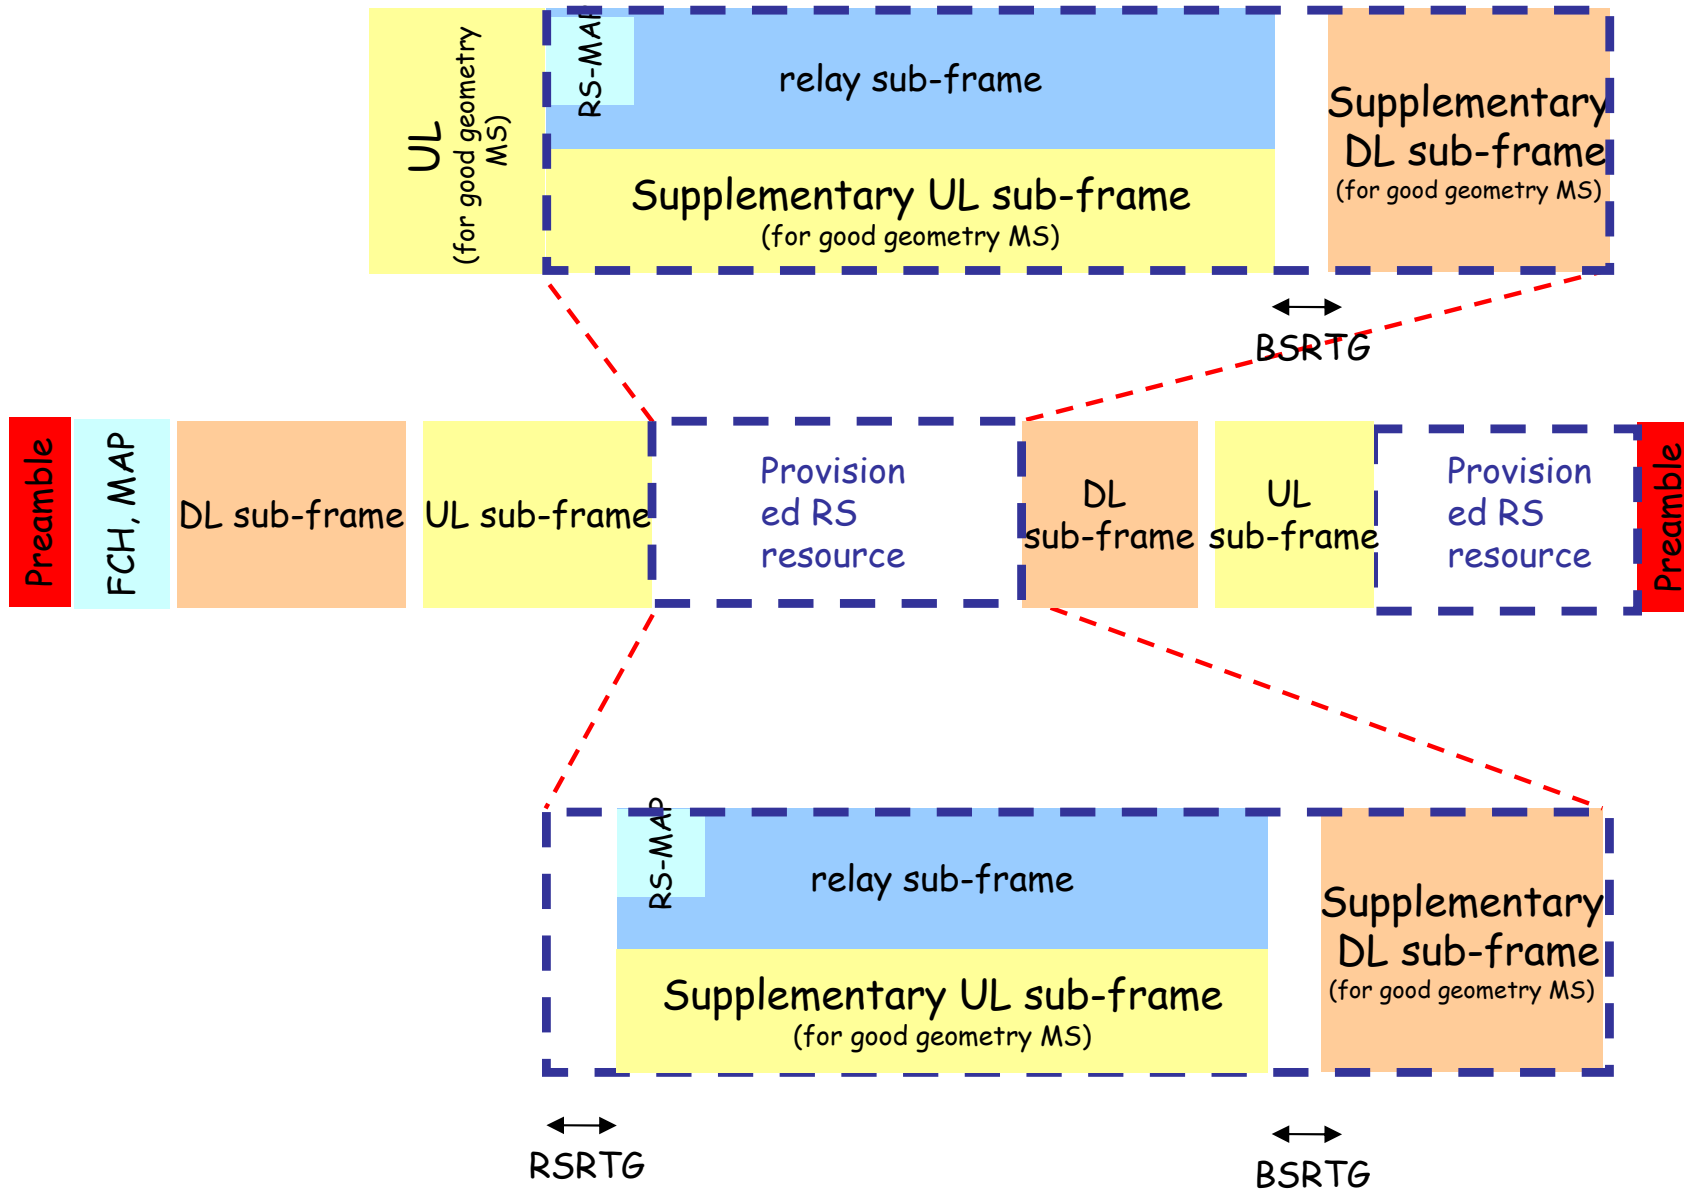 UL
(for good geometry
MS)
RS-MAP
relay sub-frame
Supplementary UL sub-frame
(for good geometry MS)
Supplementary
DL sub-frame
(for good geometry MS)
BSRTG
Preamble
FCH, MAP
DL sub-frame
UL sub-frame
Provision
ed RS
resource
DL
sub-frame
UL
sub-frame
Provision
ed RS
resource
Preamble
RS-MAP
relay sub-frame
Supplementary UL sub-frame
(for good geometry MS)
Supplementary
DL sub-frame
(for good geometry MS)
RSRTG
BSRTG